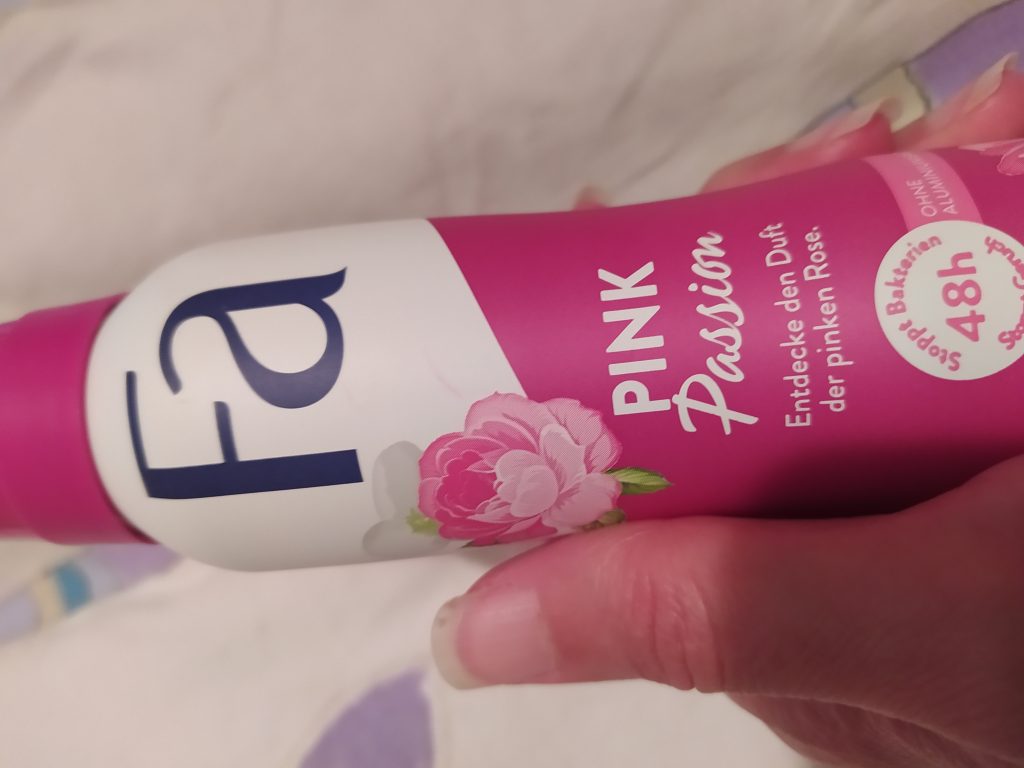 Fa
PINK
Passion
Entdecke den Duft
der pinken Rose.
OHNE
Stoppt Bakterien
48h